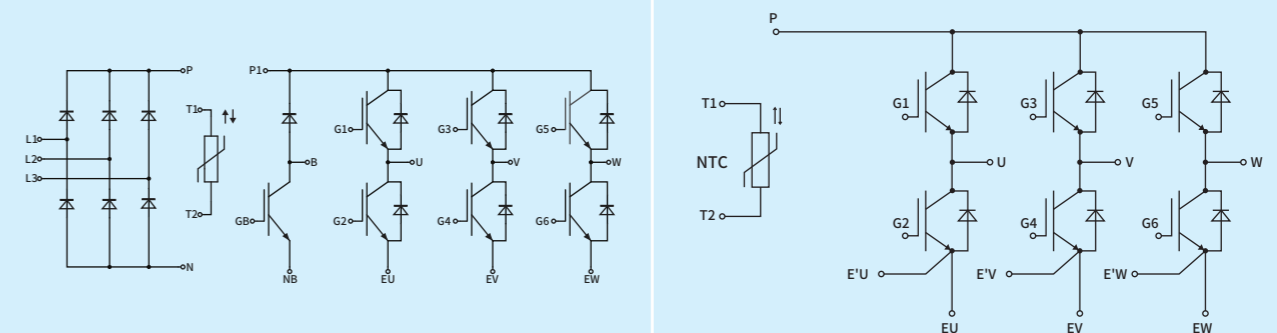 P
P1
T1
G1
G3
G5
L1
L2
L3
B
U
V
W
T2
GB
G2
G4
G6
N
NB
EU
EV
EW
P
T1
G1
G3
G5
NTC
U
V
W
T2
G2
G4
G6
E'U
E'V
E'W
EU
EV
EW